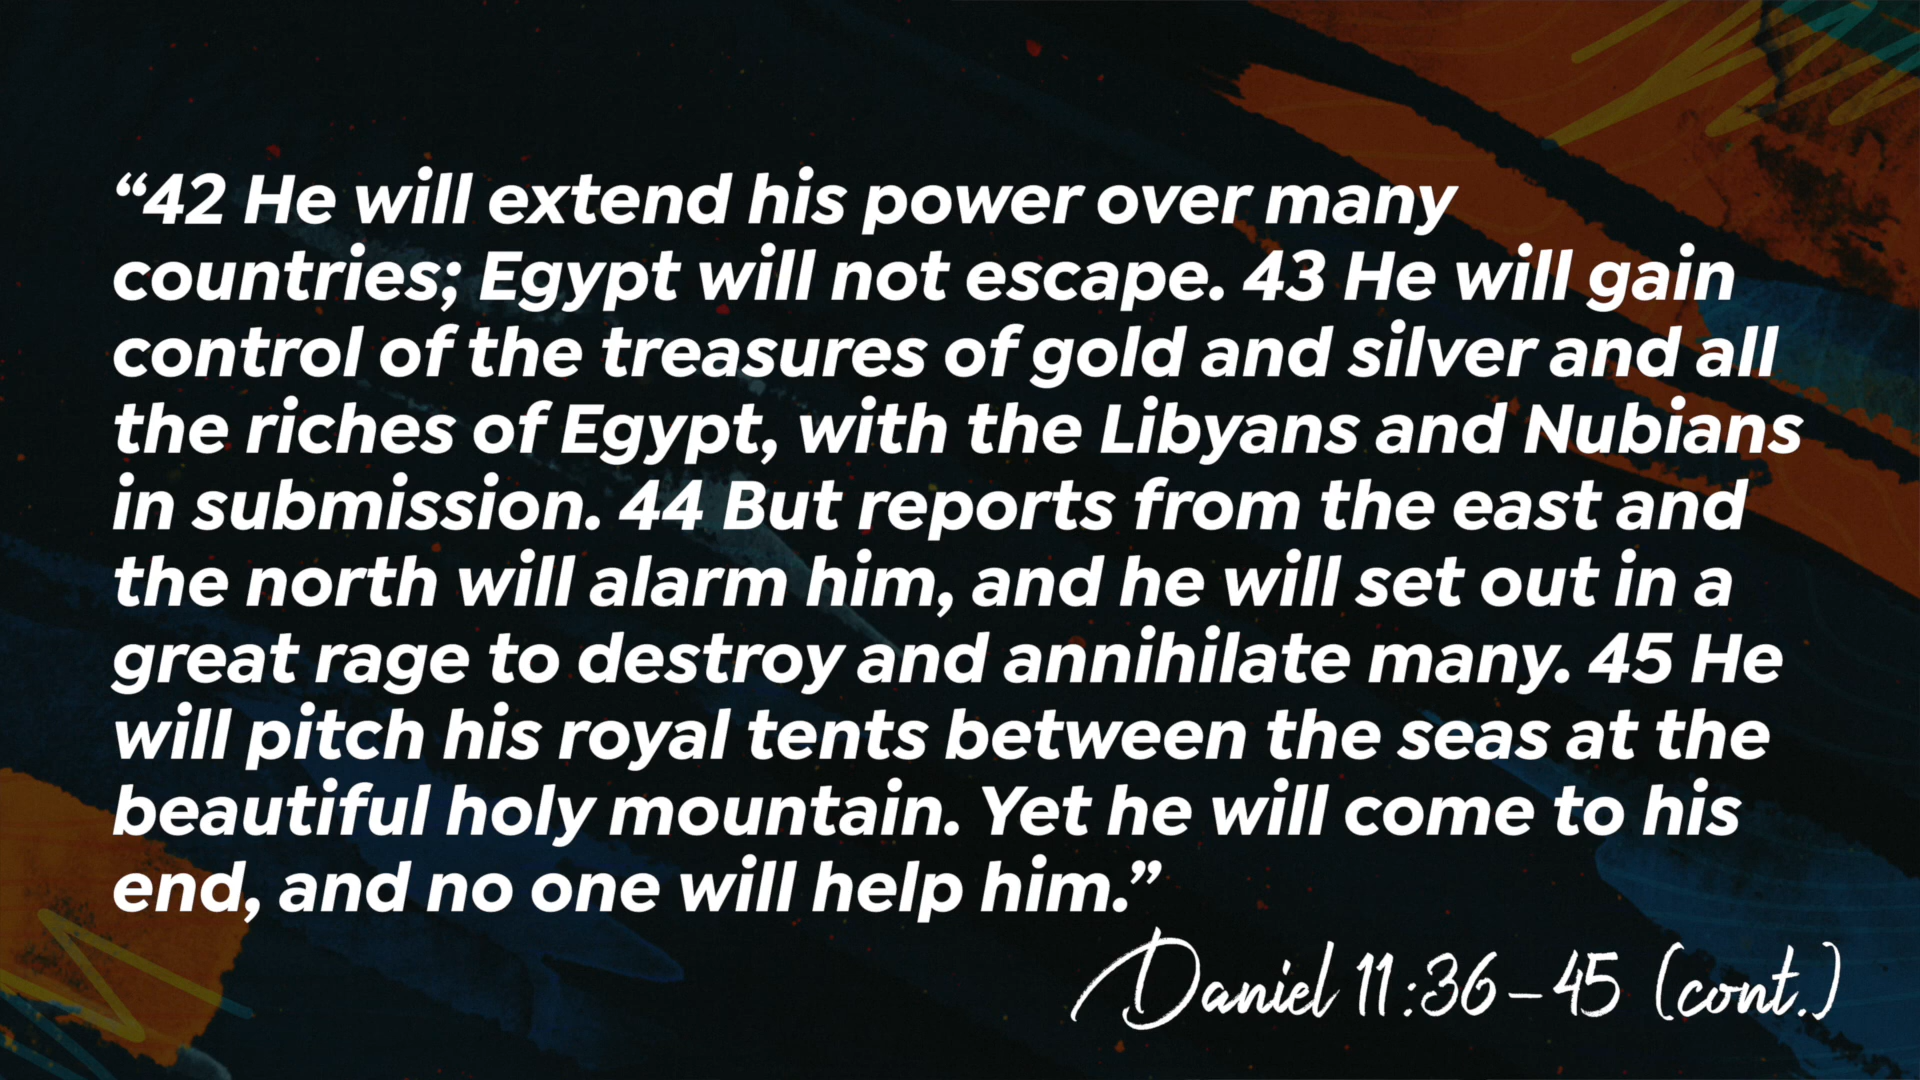 “42 He will extend his power over many
countries; Egypt will not escape. 43 He will gain
control of the treasures of gold and silver and all
the riches of Egypt, with the Libyans and Nubians
in submission. 44 But reports from the east and
the north will alarm him, and he will set out in a
great rage to destroy and annihilate many. 45 He
will pitch his royal tents between the seas at the
beautiful holy mountain. Yet he will come to his
end, and no one will help him.”
Daniel 11:36–45 (cont.)